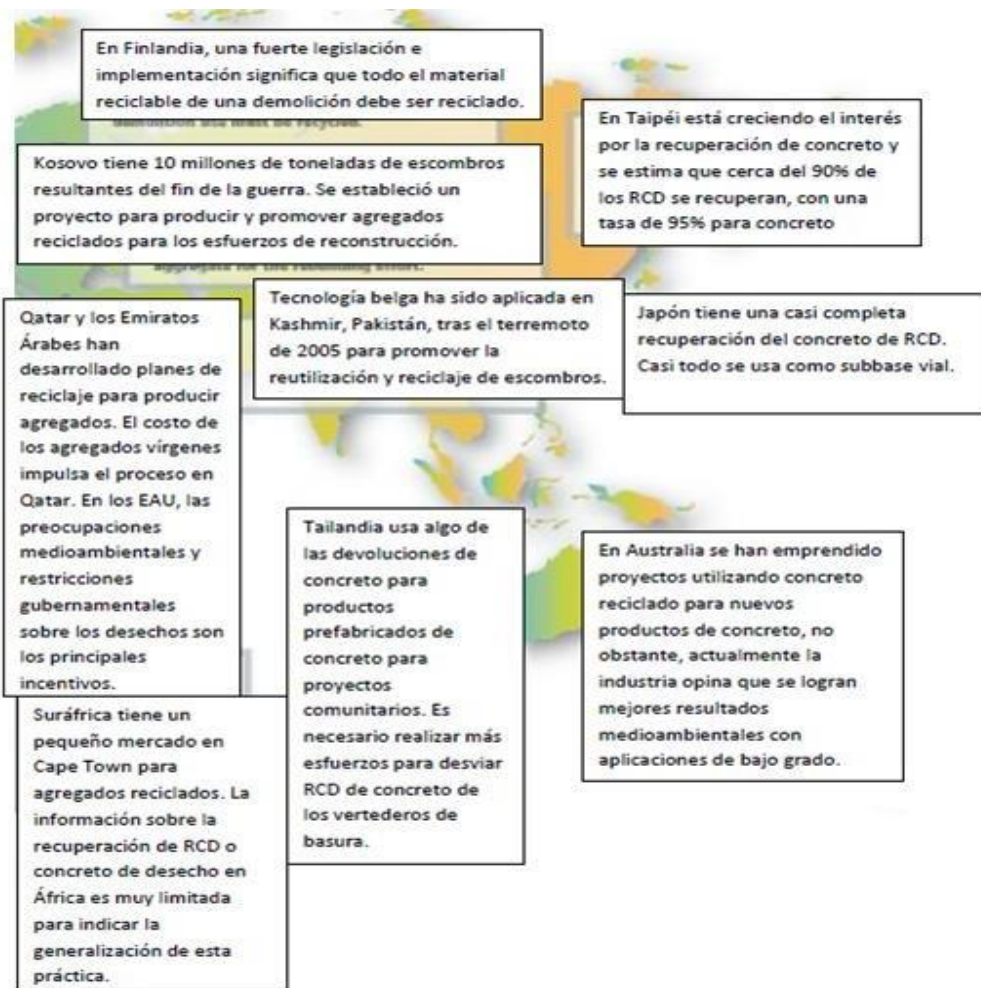 En Finlandia, una fuerte legislación e
implementación significa que todo el material
reciclable de una demolición debe ser reciclado.
En Taipéi está creciendo el interés
por la recuperación de concreto y
se estima que cerca del 90% de
los RCD se recuperan, con una
tasa de 95% para concreto
Kosovo tiene 10 millones de toneladas de escombros
resultantes del fin de la guerra. Se estableció un
proyecto para producir y promover agregados
reciclados para los esfuerzos de reconstrucción.
Tecnología belga ha sido aplicada en
Kashmir, Pakistán, tras el terremoto
de 2005 para promover la
reutilización y reciclaje de escombros.
Japón tiene una casi completa
recuperación del concreto de RCD.
Casi todo se usa como subbase vial.
Qatar y los Emiratos
Árabes han
desarrollado planes de
reciclaje para producir
agregados. El costo de
los agregados vírgenes
impulsa el proceso en
Qatar. En los EAU, las
preocupaciones
medioambientales y
restricciones
gubernamentales
sobre los desechos son
los principales
incentivos.
Tailandia usa algo de
las devoluciones de
concreto para
productos
prefabricados de
concreto para
proyectos
comunitarios. Es
necesario realizar más
esfuerzos para desviar
RCD de concreto de
los vertederos de
basura.
En Australia se han emprendido
proyectos utilizando concreto
reciclado para nuevos
productos de concreto, no
obstante, actualmente la
industria opina que se logran
mejores resultados
medioambientales con
aplicaciones de bajo grado.
Suráfrica tiene un
pequeño mercado en
Cape Town para
agregados reciclados. La
información sobre la
recuperación de RCD o
concreto de desecho en
África es muy limitada
para indicar la
generalización de esta
práctica.